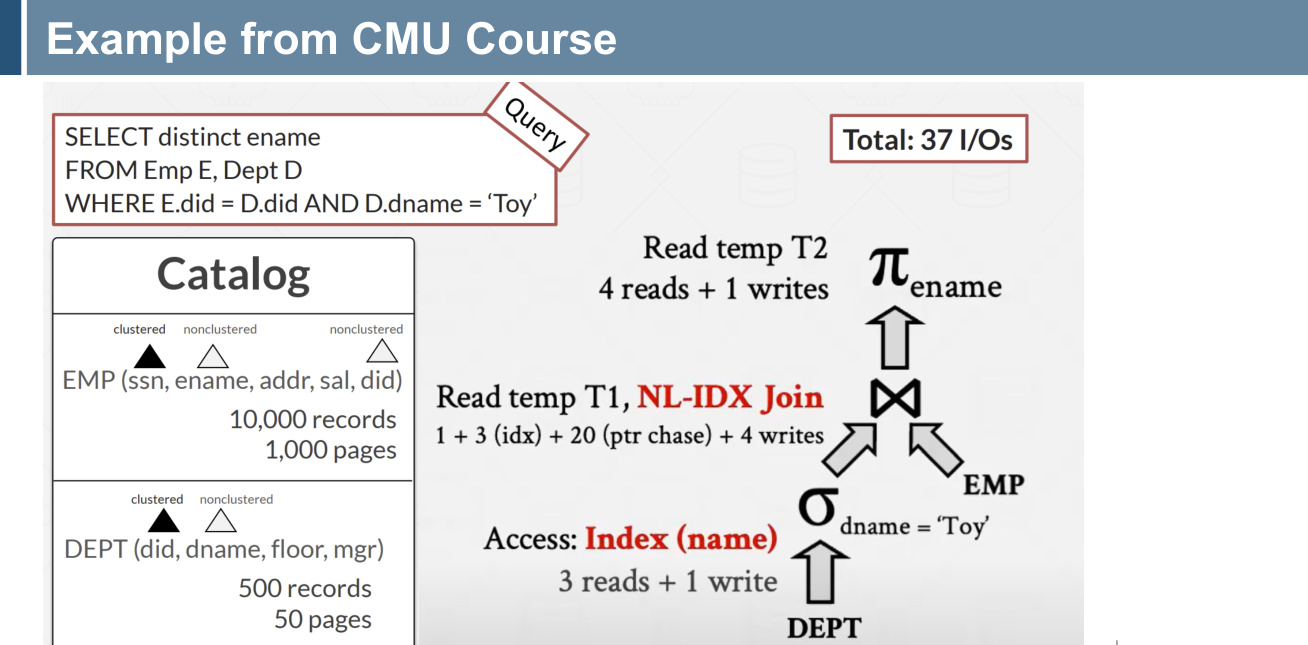 Example from CMU Course
Query
SELECT distinct ename
FROM Emp E, Dept D
WHERE E.did = D.did AND D.dname = ‘Toy’
Total: 37 I/Os
Catalog
clustered nonclustered nonclustered
EMP (ssn, ename, addr, sal, did)
10,000 records
1,000 pages
clustered nonclustered
DEPT (did, dname, floor, mgr)
500 records
50 pages
Read temp T2
4 reads + 1 writes
π ename
Read temp T1, NL-IDX Join
1 + 3 (idx) + 20 (ptr chase) + 4 writes
⋈
EMP
σ dname = ‘Toy’
Access: Index (name)
3 reads + 1 write
DEPT